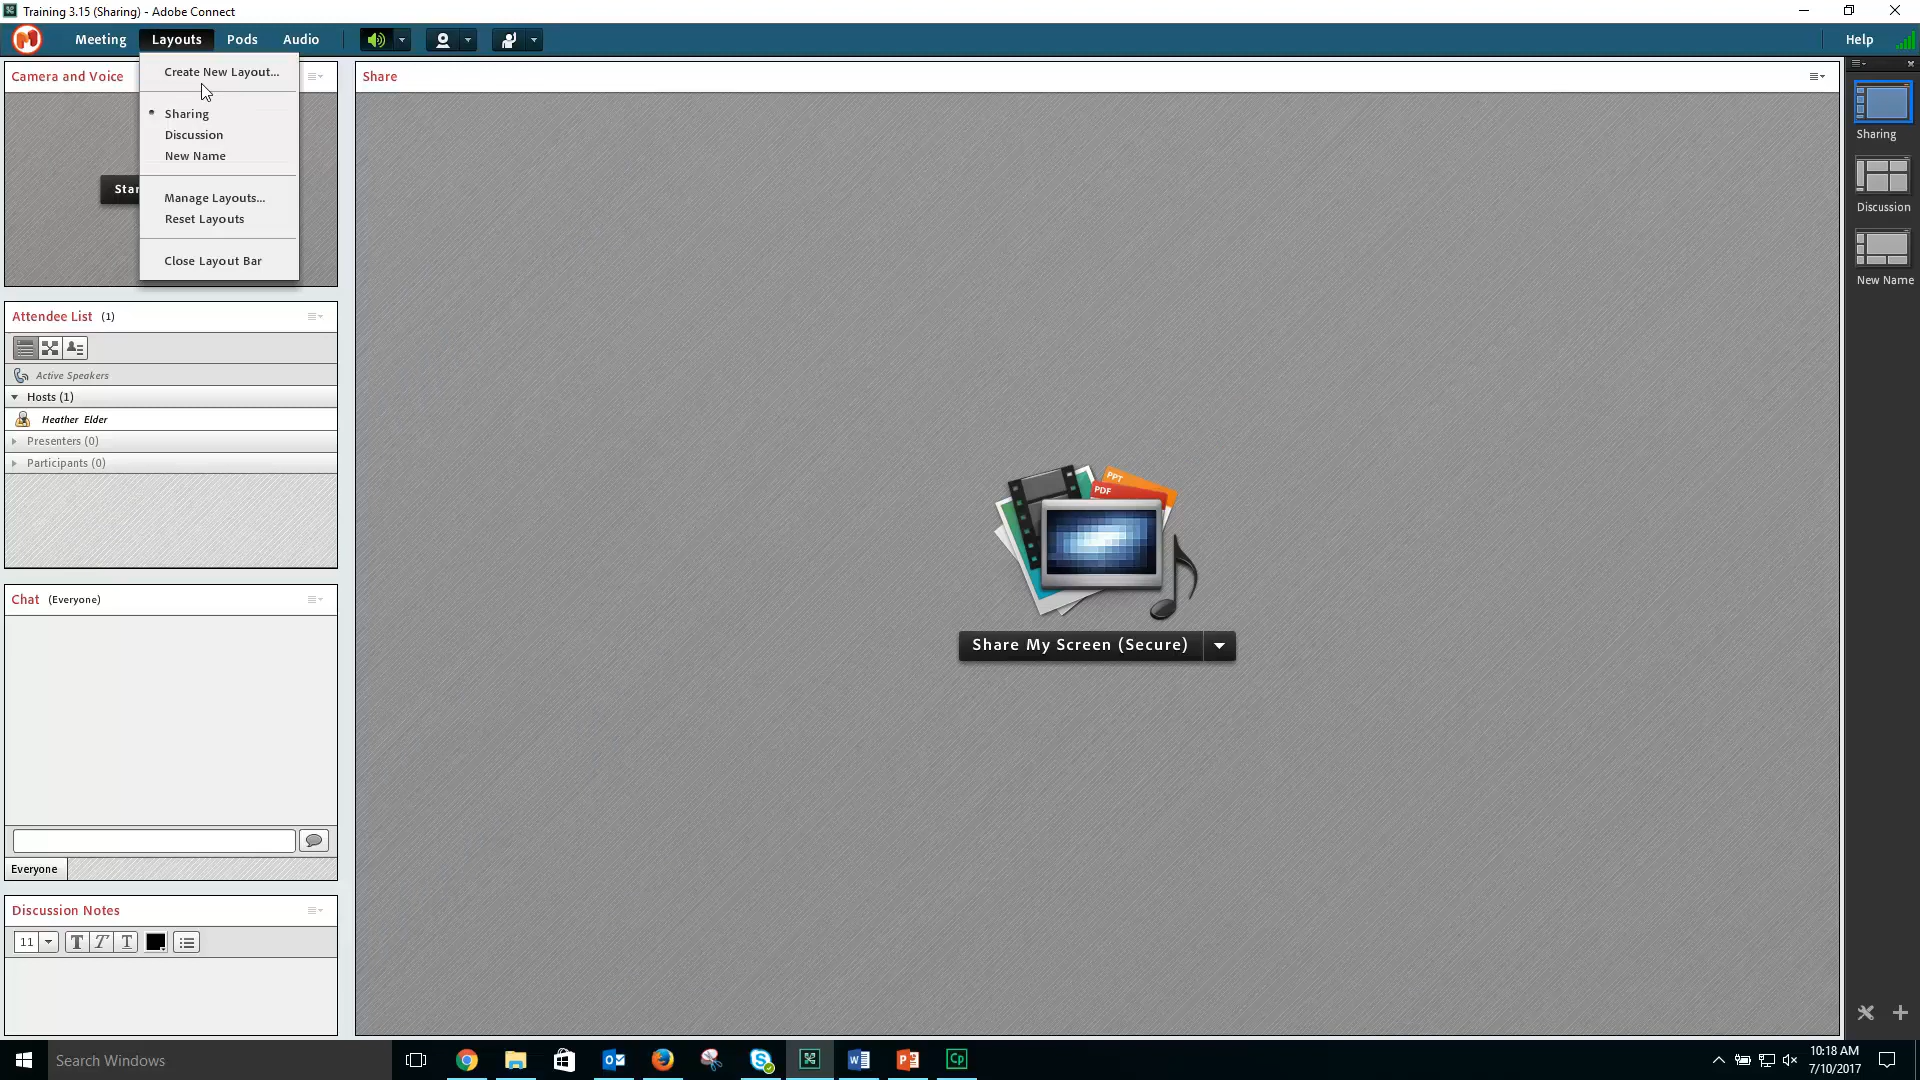 Training 3.15 (Sharing) - Adobe Connect
Meeting Layouts Pods Audio Help
Camera and Voice
Create New Layout...
Sharing
Discussion
New Name
Manage Layouts...
Reset Layouts
Close Layout Bar
Star
Attendee List (1)
Active Speakers
Hosts (1)
Heather Elder
Presenters (0)
Participants (0)
Chat (Everyone)
Everyone
Discussion Notes
11 T T T
Share
PPT
PDF
Share My Screen (Secure)
Sharing
Discussion
New Name
Search Windows
Cp
10:18 AM
7/10/2017